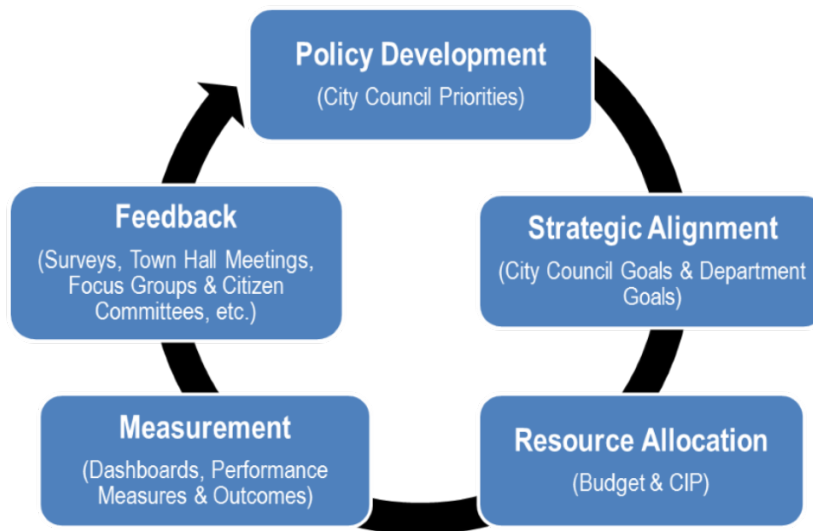 Policy Development
(City Council Priorities)
Strategic Alignment
(City Council Goals & Department
Goals)
Resource Allocation
(Budget & CIP)
Measurement
(Dashboards, Performance
Measures & Outcomes)
Feedback
(Surveys, Town Hall Meetings,
Focus Groups & Citizen
Committees, etc.)